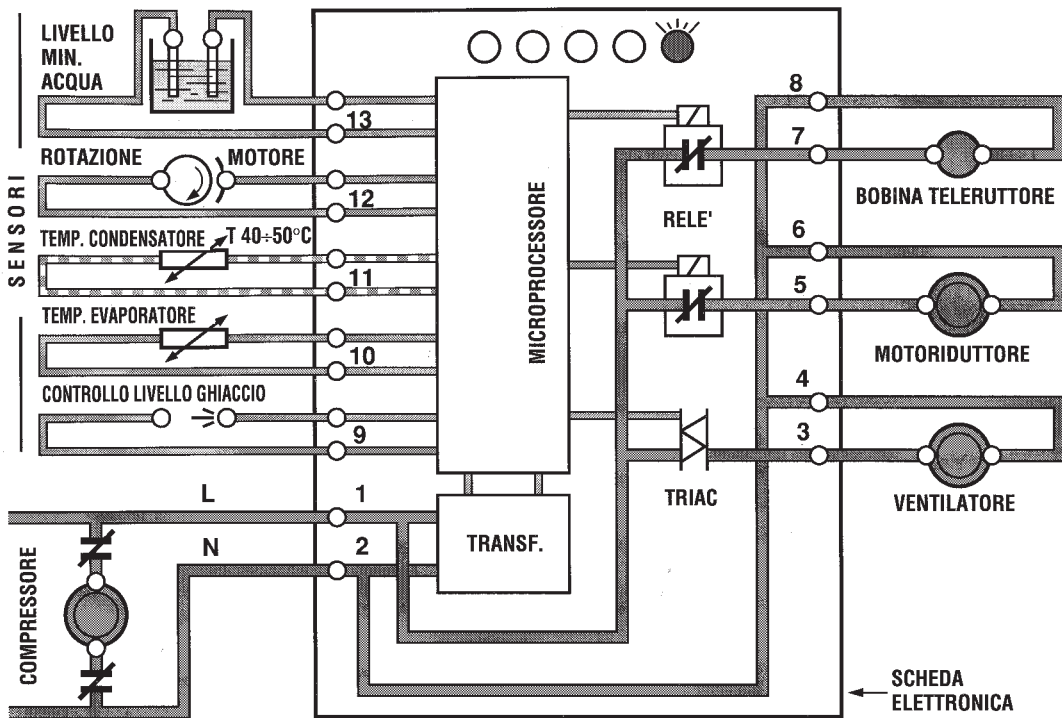 LIVELLO
MIN.
ACQUA
13
ROTAZIONE MOTORE
12
SENSORI
TEMP. CONDENSATORE T 40÷50°C
11
TEMP. EVAPORATORE
10
CONTROLLO LIVELLO GHIACCIO
9
L 1
N 2
COMPRESSORE
MICROPROCESSORE
TRANSF.
RELE'
TRIAC
8
7
BOBINA TELERUTTORE
6
5
MOTORIDUTTORE
4
3
VENTILATORE
SCHEDA
ELETTRONICA